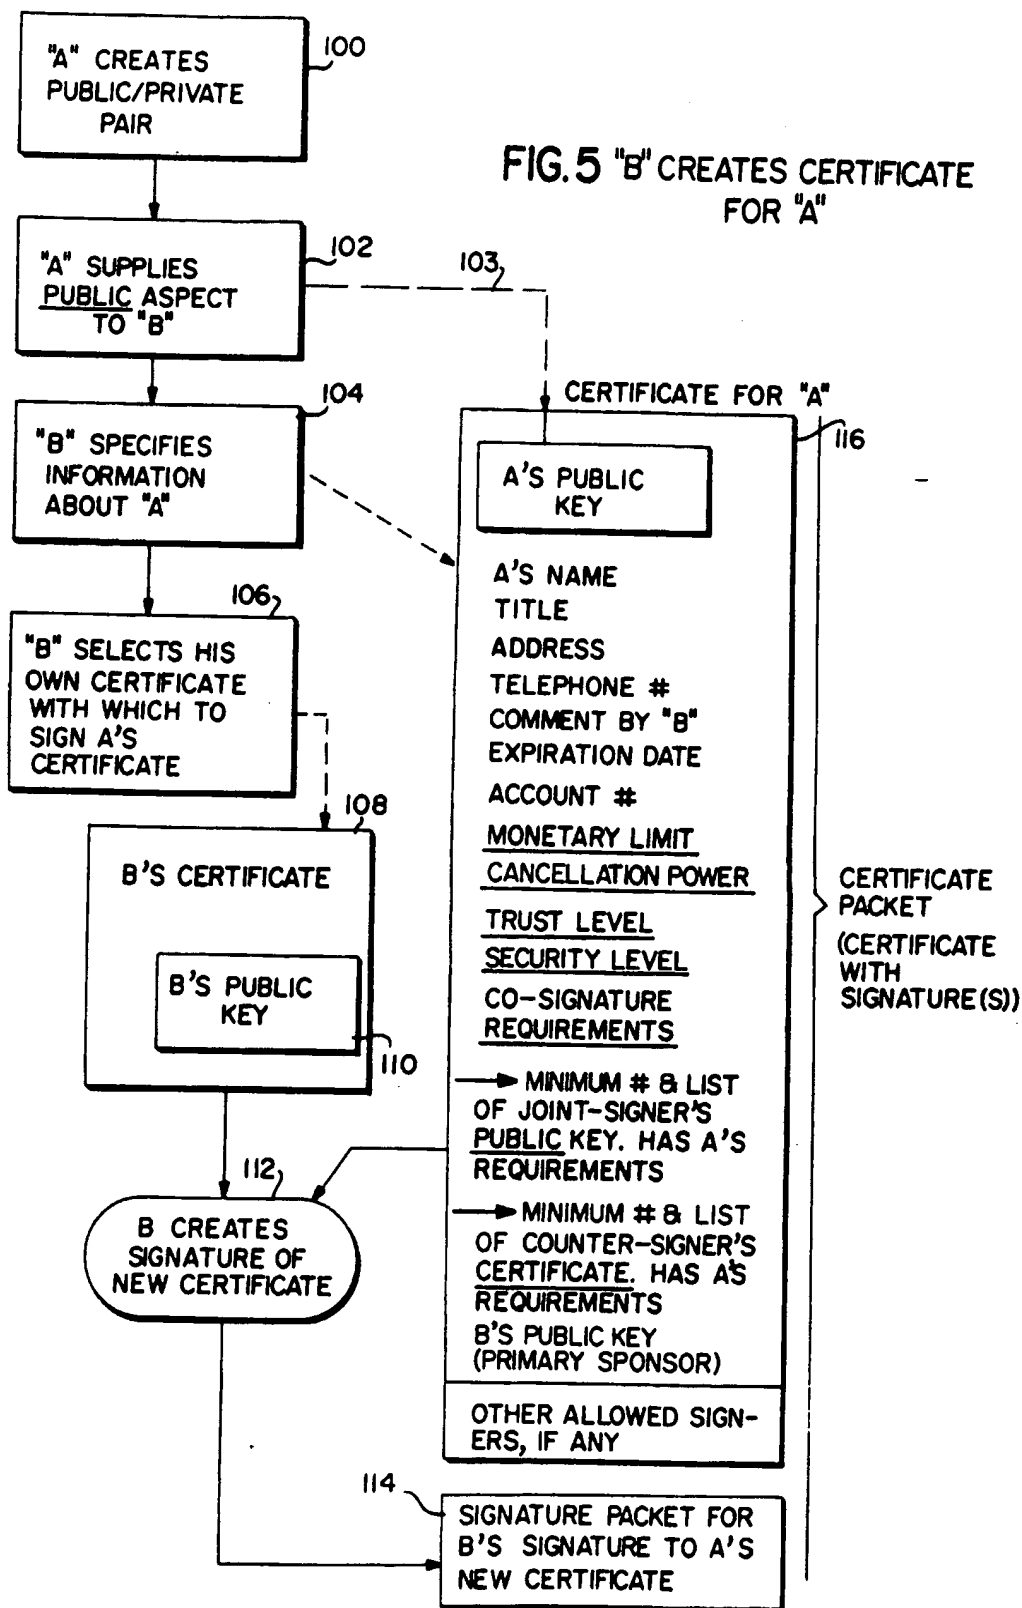 "A" CREATES
PUBLIC/PRIVATE
PAIR
100
FIG. 5 "B" CREATES CERTIFICATE
FOR "A"
"A" SUPPLIES
PUBLIC ASPECT
TO "B"
102
103
"B" SPECIFIES
INFORMATION
ABOUT "A"
104
"B" SELECTS HIS
OWN CERTIFICATE
WITH WHICH TO
SIGN A'S
CERTIFICATE
106
B'S CERTIFICATE
108
B'S PUBLIC
KEY
110
B CREATES
SIGNATURE OF
NEW CERTIFICATE
112
CERTIFICATE FOR "A"
116
A'S PUBLIC
KEY
A'S NAME
TITLE
ADDRESS
TELEPHONE #
COMMENT BY "B"
EXPIRATION DATE
ACCOUNT #
MONETARY LIMIT
CANCELLATION POWER
TRUST LEVEL
SECURITY LEVEL
CO-SIGNATURE
REQUIREMENTS
MINIMUM # & LIST
OF JOINT-SIGNER'S
PUBLIC KEY. HAS A'S
REQUIREMENTS
MINIMUM # & LIST
OF COUNTER-SIGNER'S
CERTIFICATE. HAS A'S
REQUIREMENTS
B'S PUBLIC KEY
(PRIMARY SPONSOR)
OTHER ALLOWED SIGN-
ERS, IF ANY
CERTIFICATE
PACKET
(CERTIFICATE
WITH
SIGNATURE(S))
114
SIGNATURE PACKET FOR
B'S SIGNATURE TO A'S
NEW CERTIFICATE